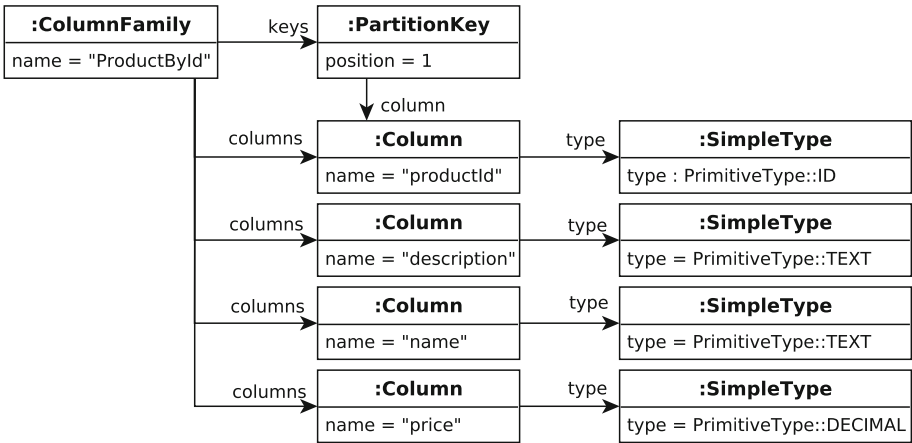 :ColumnFamily
name = "ProductById"
keys
:PartitionKey
position = 1
column
columns
:Column
name = "productId"
type
:SimpleType
type : PrimitiveType::ID
columns
:Column
name = "description"
type
:SimpleType
type = PrimitiveType::TEXT
columns
:Column
name = "name"
type
:SimpleType
type = PrimitiveType::TEXT
columns
:Column
name = "price"
type
:SimpleType
type = PrimitiveType::DECIMAL